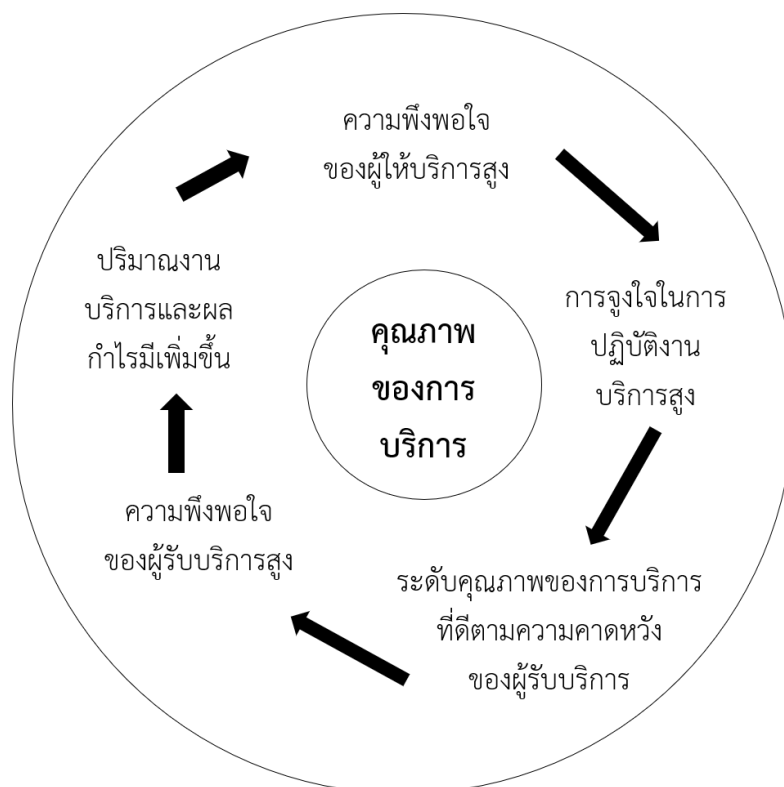 ความพึงพอใจ
ของผู้ให้บริการสูง
การจูงใจในการ
ปฏิบัติงาน
บริการสูง
ระดับคุณภาพของการบริการ
ที่ดีตามความคาดหวัง
ของผู้รับบริการ
ความพึงพอใจ
ของผู้รับบริการสูง
ปริมาณงาน
บริการและผล
กำไรมีเพิ่มขึ้น
คุณภาพ
ของการ
บริการ